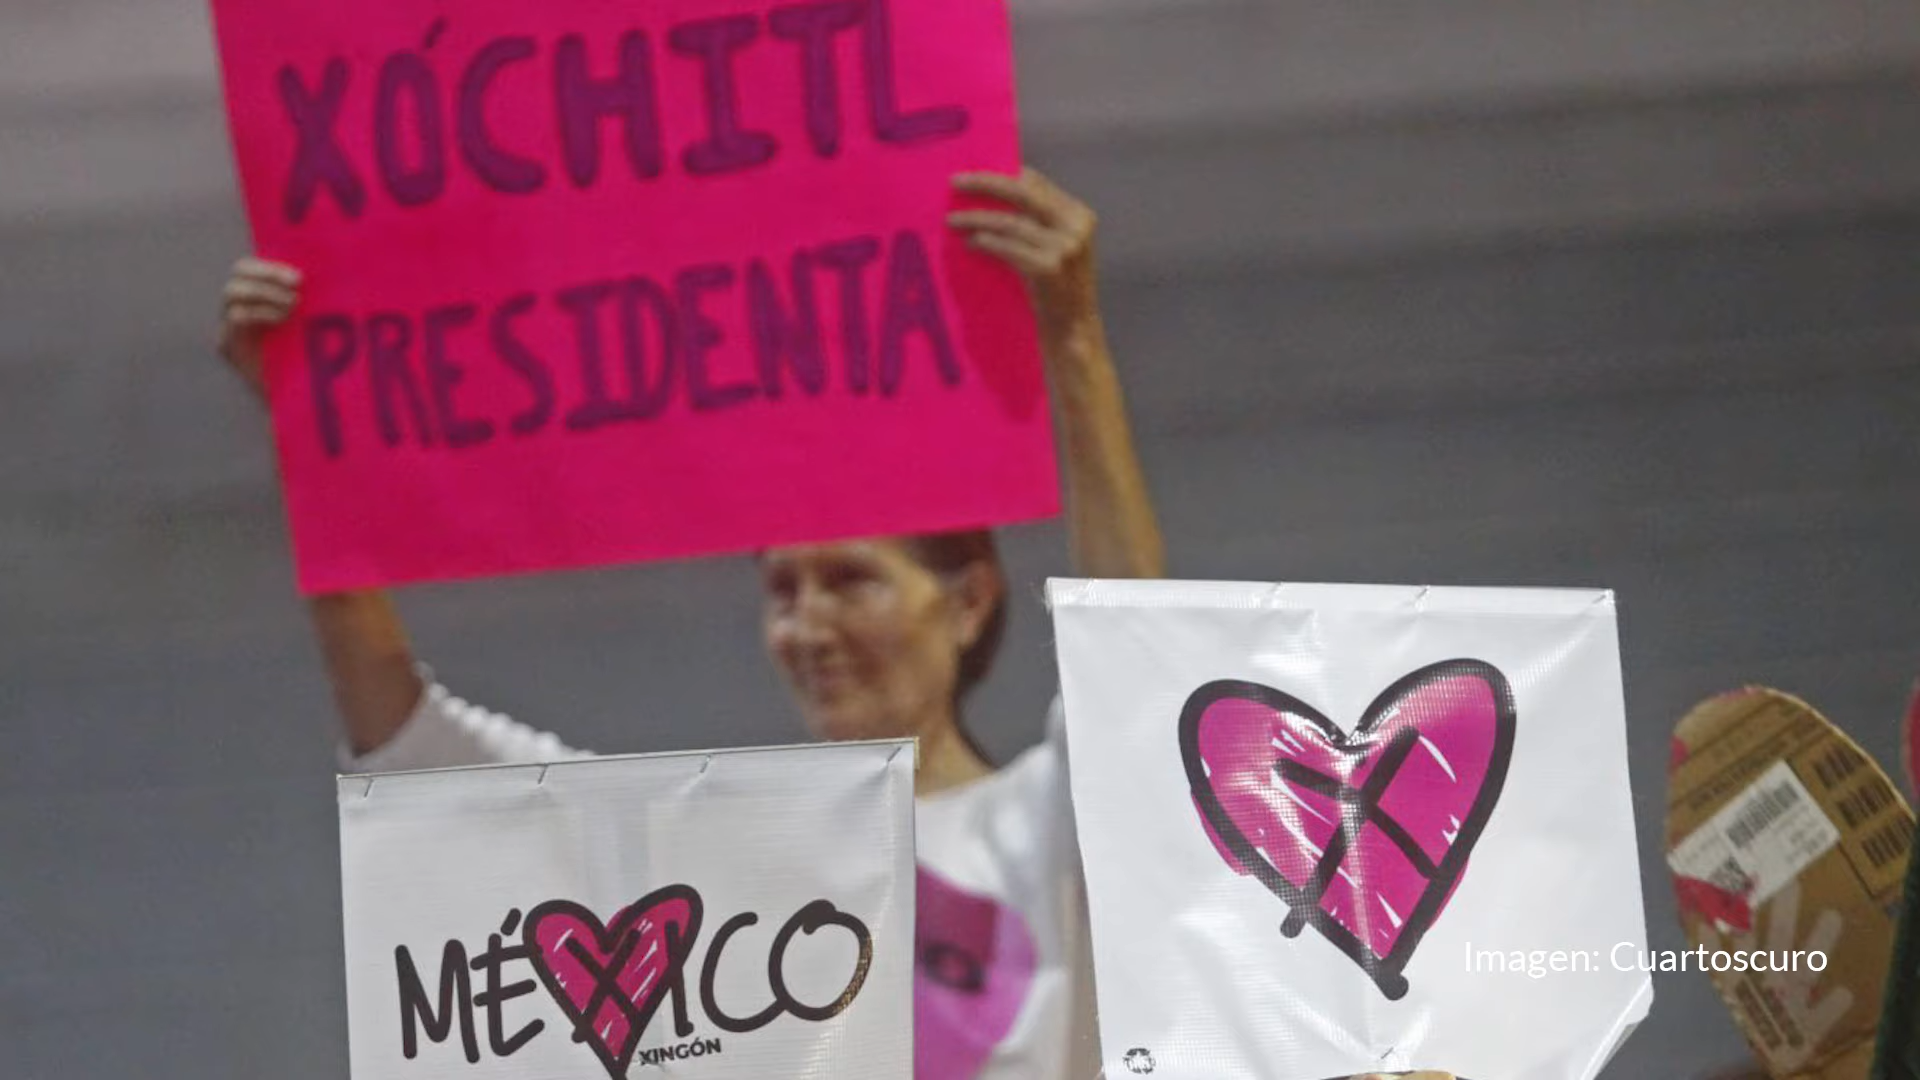 XÓCHITL
PRESIDENTA
MÉXICO
XINGÓN
X
Imagen: Cuartoscuro